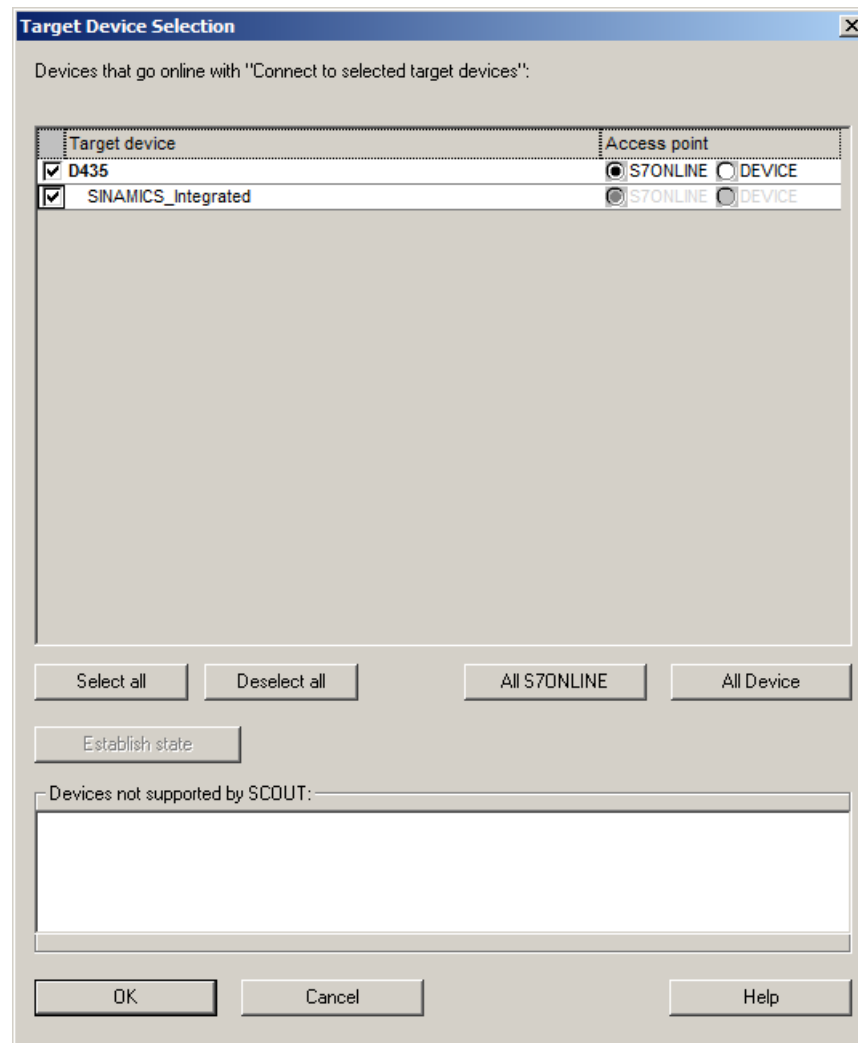 Target Device Selection
Devices that go online with "Connect to selected target devices":
Target device Access point
D435 S7ONLINE DEVICE
SINAMICS_Integrated S7ONLINE DEVICE
Select all Deselect all All S7ONLINE All Device
Establish state
Devices not supported by SCOUT:
OK Cancel Help